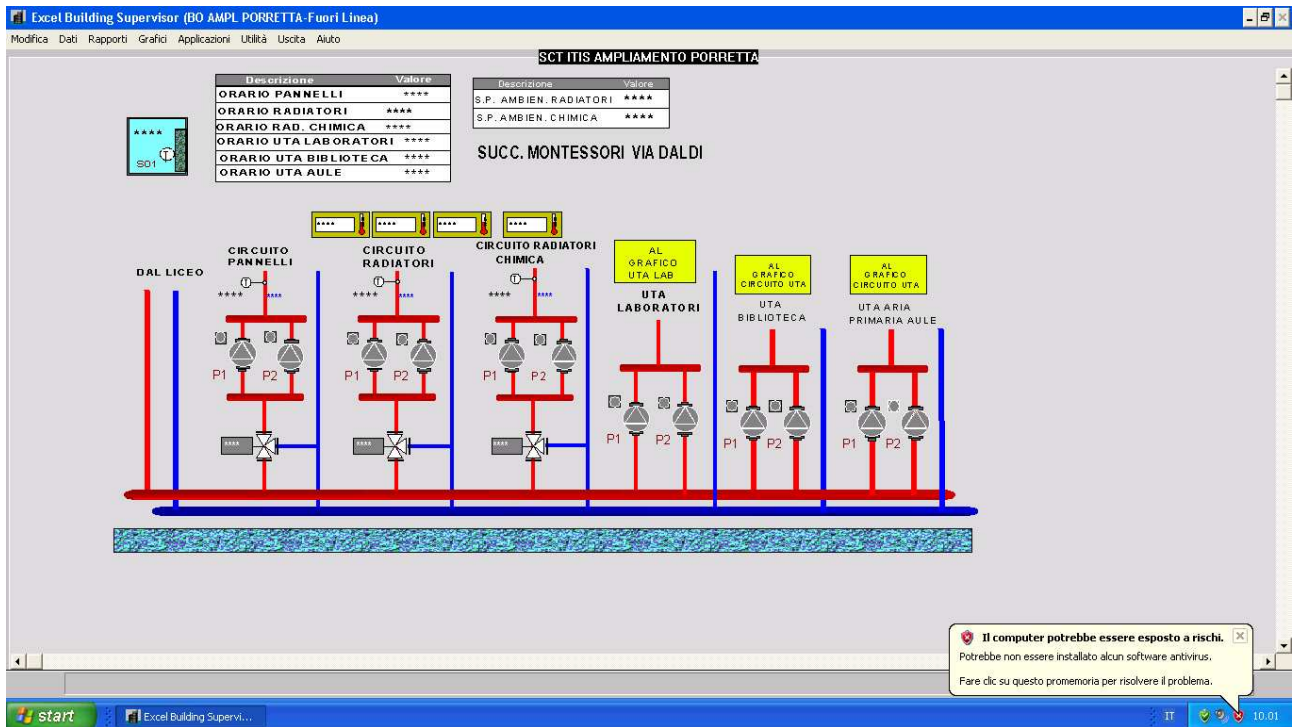 Excel Building Supervisor (BO AMPL PORRETTA-Fuori Linea)
Modifica Dati Rapporti Grafici Applicazioni Utilità Uscita Aiuto
SCT ITIS AMPLIAMENTO PORRETTA
Descrizione Valore
ORARIO PANNELLI ****
ORARIO RADIATORI ****
ORARIO RAD. CHIMICA ****
ORARIO UTA LABORATORI ****
ORARIO UTA BIBLIOTECA ****
ORARIO UTA AULE ****
Descrizione Valore
S.P. AMBIEN. RADIATORI ****
S.P. AMBIEN. CHIMICA ****
**** 
T
S01
SUCC. MONTESSORI VIA DALDI
**** **** **** ****
DAL LICEO
CIRCUITO
PANNELLI
T
**** ****
P1 P2
****
CIRCUITO
RADIATORI
T
**** ****
P1 P2
****
CIRCUITO RADIATORI
CHIMICA
T
**** ****
P1 P2
****
AL
GRAFICO
UTA LAB
UTA
LABORATORI
P1 P2
AL
GRAFICO
CIRCUITO UTA
UTA
BIBLIOTECA
P1 P2
AL
GRAFICO
CIRCUITO UTA
UTA ARIA
PRIMARIA AULE
P1 P2
Il computer potrebbe essere esposto a rischi.
Potrebbe non essere installato alcun software antivirus.
Fare clic su questo promemoria per risolvere il problema.
start Excel Building Supervi... IT 10.01